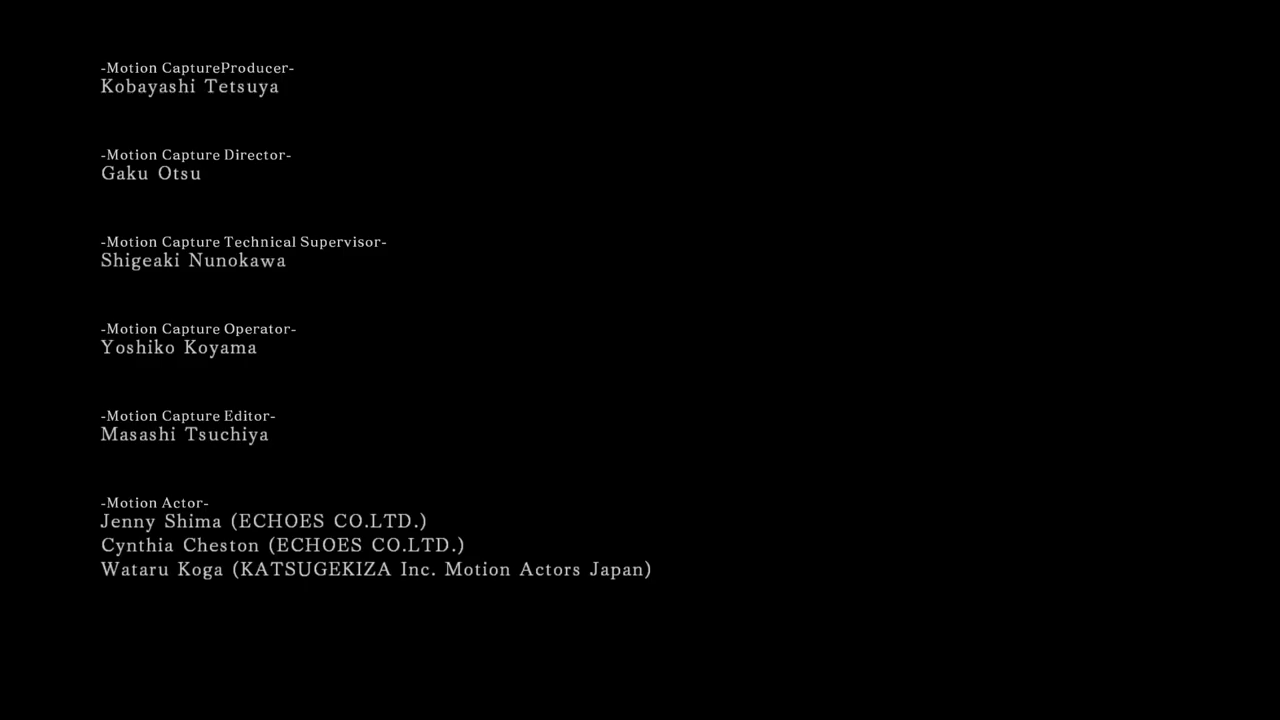 -Motion CaptureProducer-
Kobayashi Tetsuya
-Motion Capture Director-
Gaku Otsu
-Motion Capture Technical Supervisor-
Shigeaki Nunokawa
-Motion Capture Operator-
Yoshiko Koyama
-Motion Capture Editor-
Masashi Tsuchiya
-Motion Actor-
Jenny Shima (ECHOES CO.LTD.)
Cynthia Cheston (ECHOES CO.LTD.)
Wataru Koga (KATSUGEKIZA Inc. Motion Actors Japan)